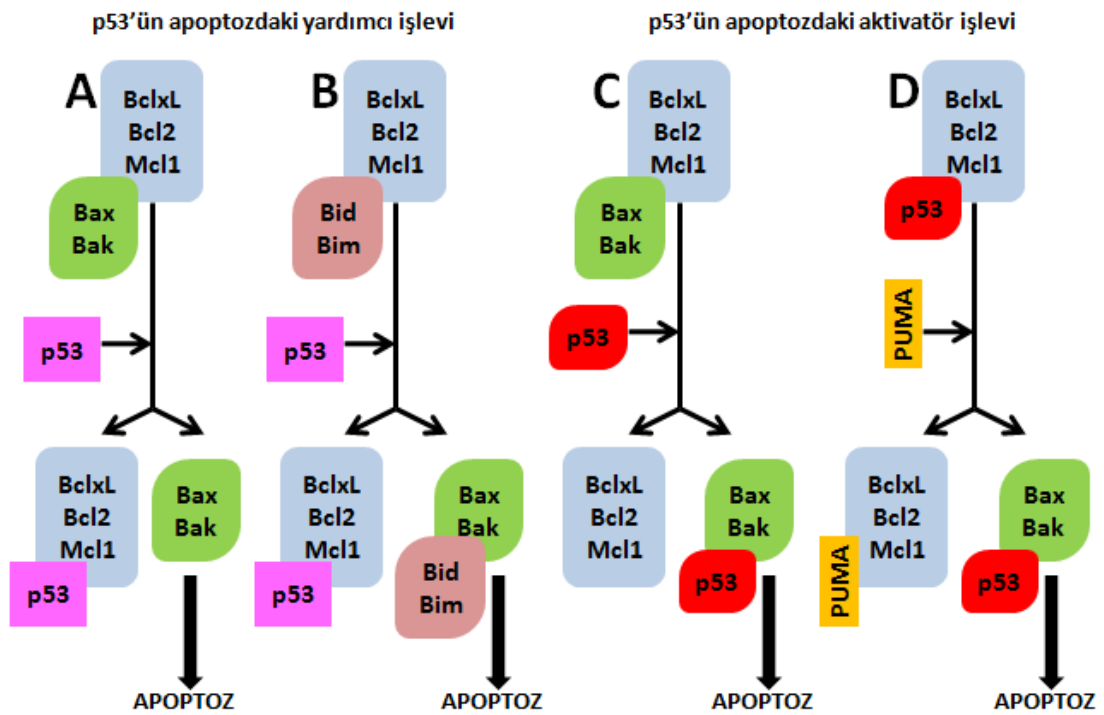 p53'ün apoptozdaki yardımcı işlevi
p53'ün apoptozdaki aktivatör işlevi
A
BclxL
Bcl2
Mcl1
Bax
Bak
p53
BclxL
Bcl2
Mcl1
p53
Bax
Bak
APOPTOZ
B
BclxL
Bcl2
Mcl1
Bid
Bim
p53
BclxL
Bcl2
Mcl1
p53
Bax
Bak
Bid
Bim
APOPTOZ
C
BclxL
Bcl2
Mcl1
Bax
Bak
p53
BclxL
Bcl2
Mcl1
Bax
Bak
p53
APOPTOZ
D
BclxL
Bcl2
Mcl1
p53
PUMA
BclxL
Bcl2
Mcl1
PUMA
Bax
Bak
p53
APOPTOZ